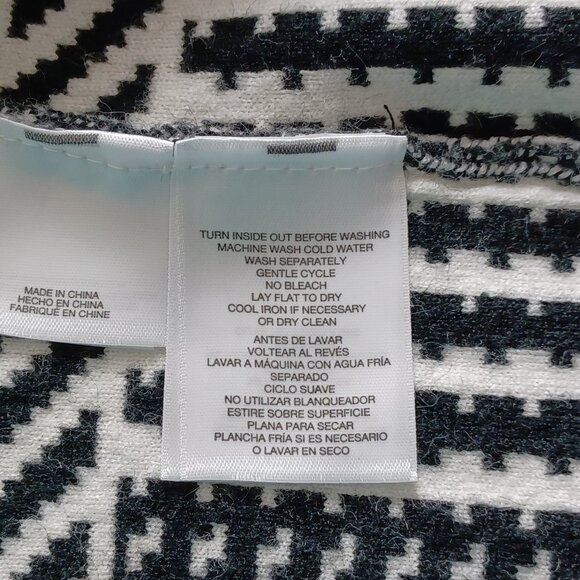 MADE IN CHINA
HECHO EN CHINA
FABRIQUÉ EN CHINE
TURN INSIDE OUT BEFORE WASHING
MACHINE WASH COLD WATER
WASH SEPARATELY
GENTLE CYCLE
NO BLEACH
LAY FLAT TO DRY
COOL IRON IF NECESSARY
OR DRY CLEAN
ANTES DE LAVAR
VOLTEAR AL REVÉS
LAVAR A MÁQUINA CON AGUA FRÍA
SEPARADO
CICLO SUAVE
NO UTILIZAR BLANQUEADOR
ESTIRE SOBRE SUPERFICIE
PLANA PARA SECAR
PLANCHA FRÍA SI ES NECESARIO
O LAVAR EN SECO